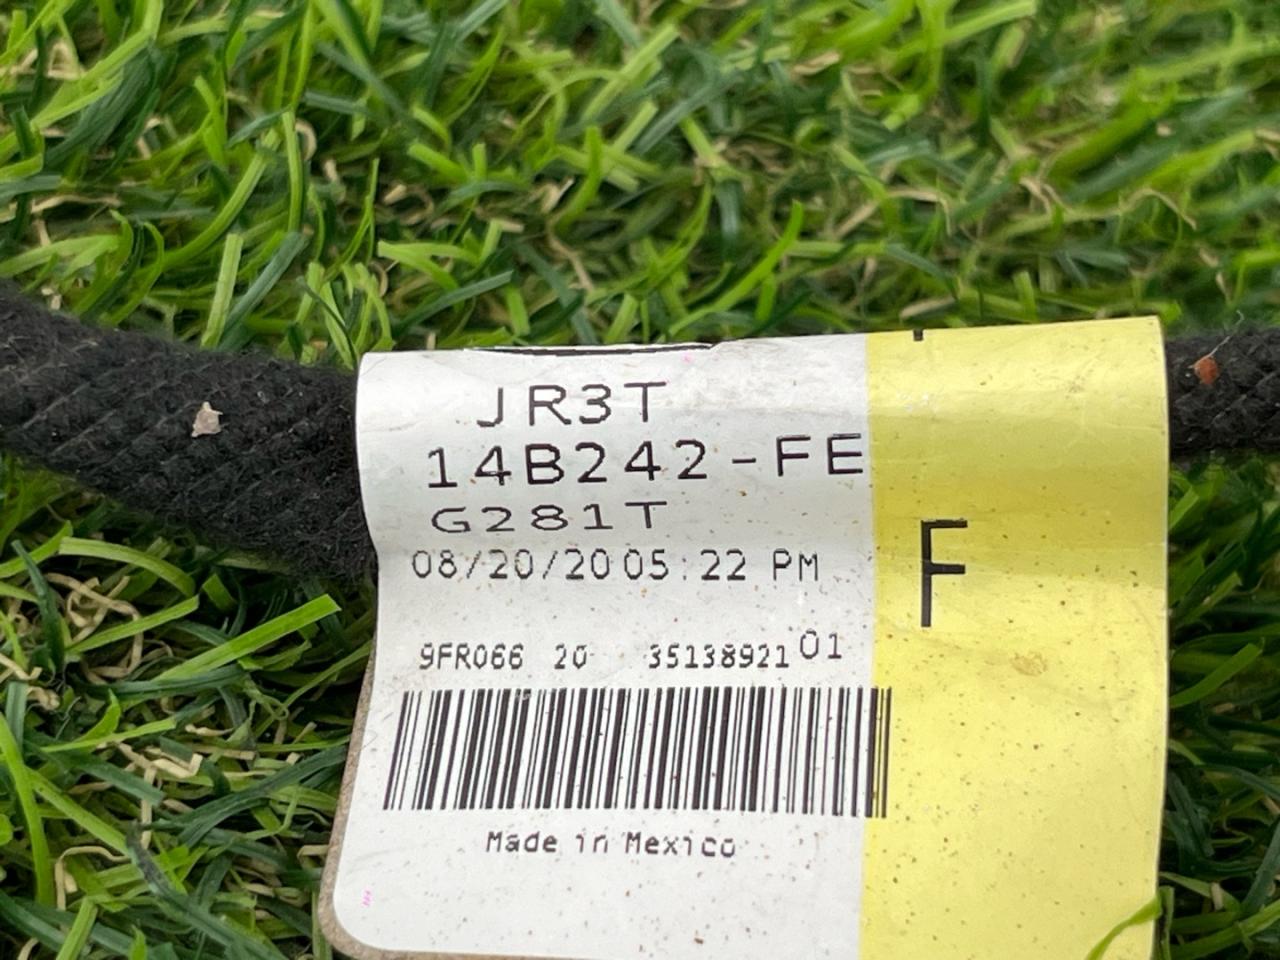 JR3T
14B242-FE
G281T
08/20/20 05:22 PM
F
9FR066 20 35138921 01
Made in Mexico